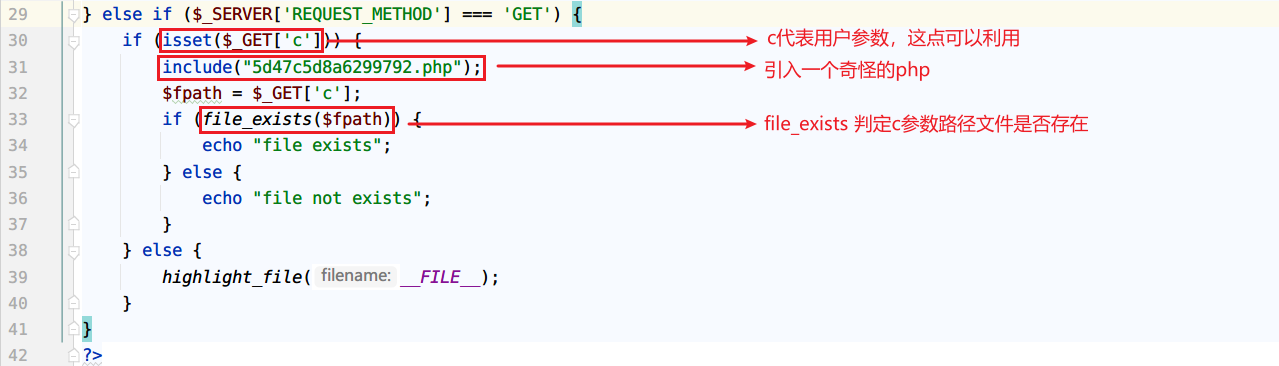 29 } else if ($_SERVER['REQUEST_METHOD'] === 'GET') {
30 if (isset($_GET['c'])) { c代表用户参数，这点可以利用
31 include("5d47c5d8a6299792.php"); 引入一个奇怪的php
32 $fpath = $_GET['c'];
33 if (file_exists($fpath)) { file_exists 判定c参数路径文件是否存在
34 echo "file exists";
35 } else {
36 echo "file not exists";
37 }
38 } else {
39 highlight_file( filename: __FILE__);
40 }
41 }
42 ?>